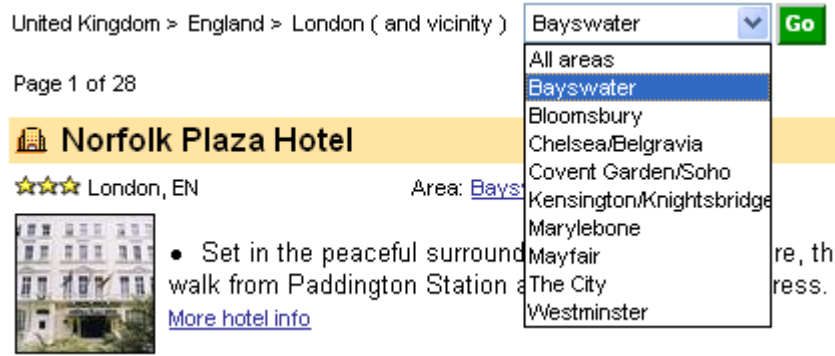 United Kingdom > England > London ( and vicinity ) Bayswater Go
All areas
Bayswater
Bloomsbury
Chelsea/Belgravia
Covent Garden/Soho
Kensington/Knightsbridge
Marylebone
Mayfair
The City
Westminster
Page 1 of 28
Norfolk Plaza Hotel
London, EN Area:
• Set in the peaceful
walk from Paddington Station
More hotel info